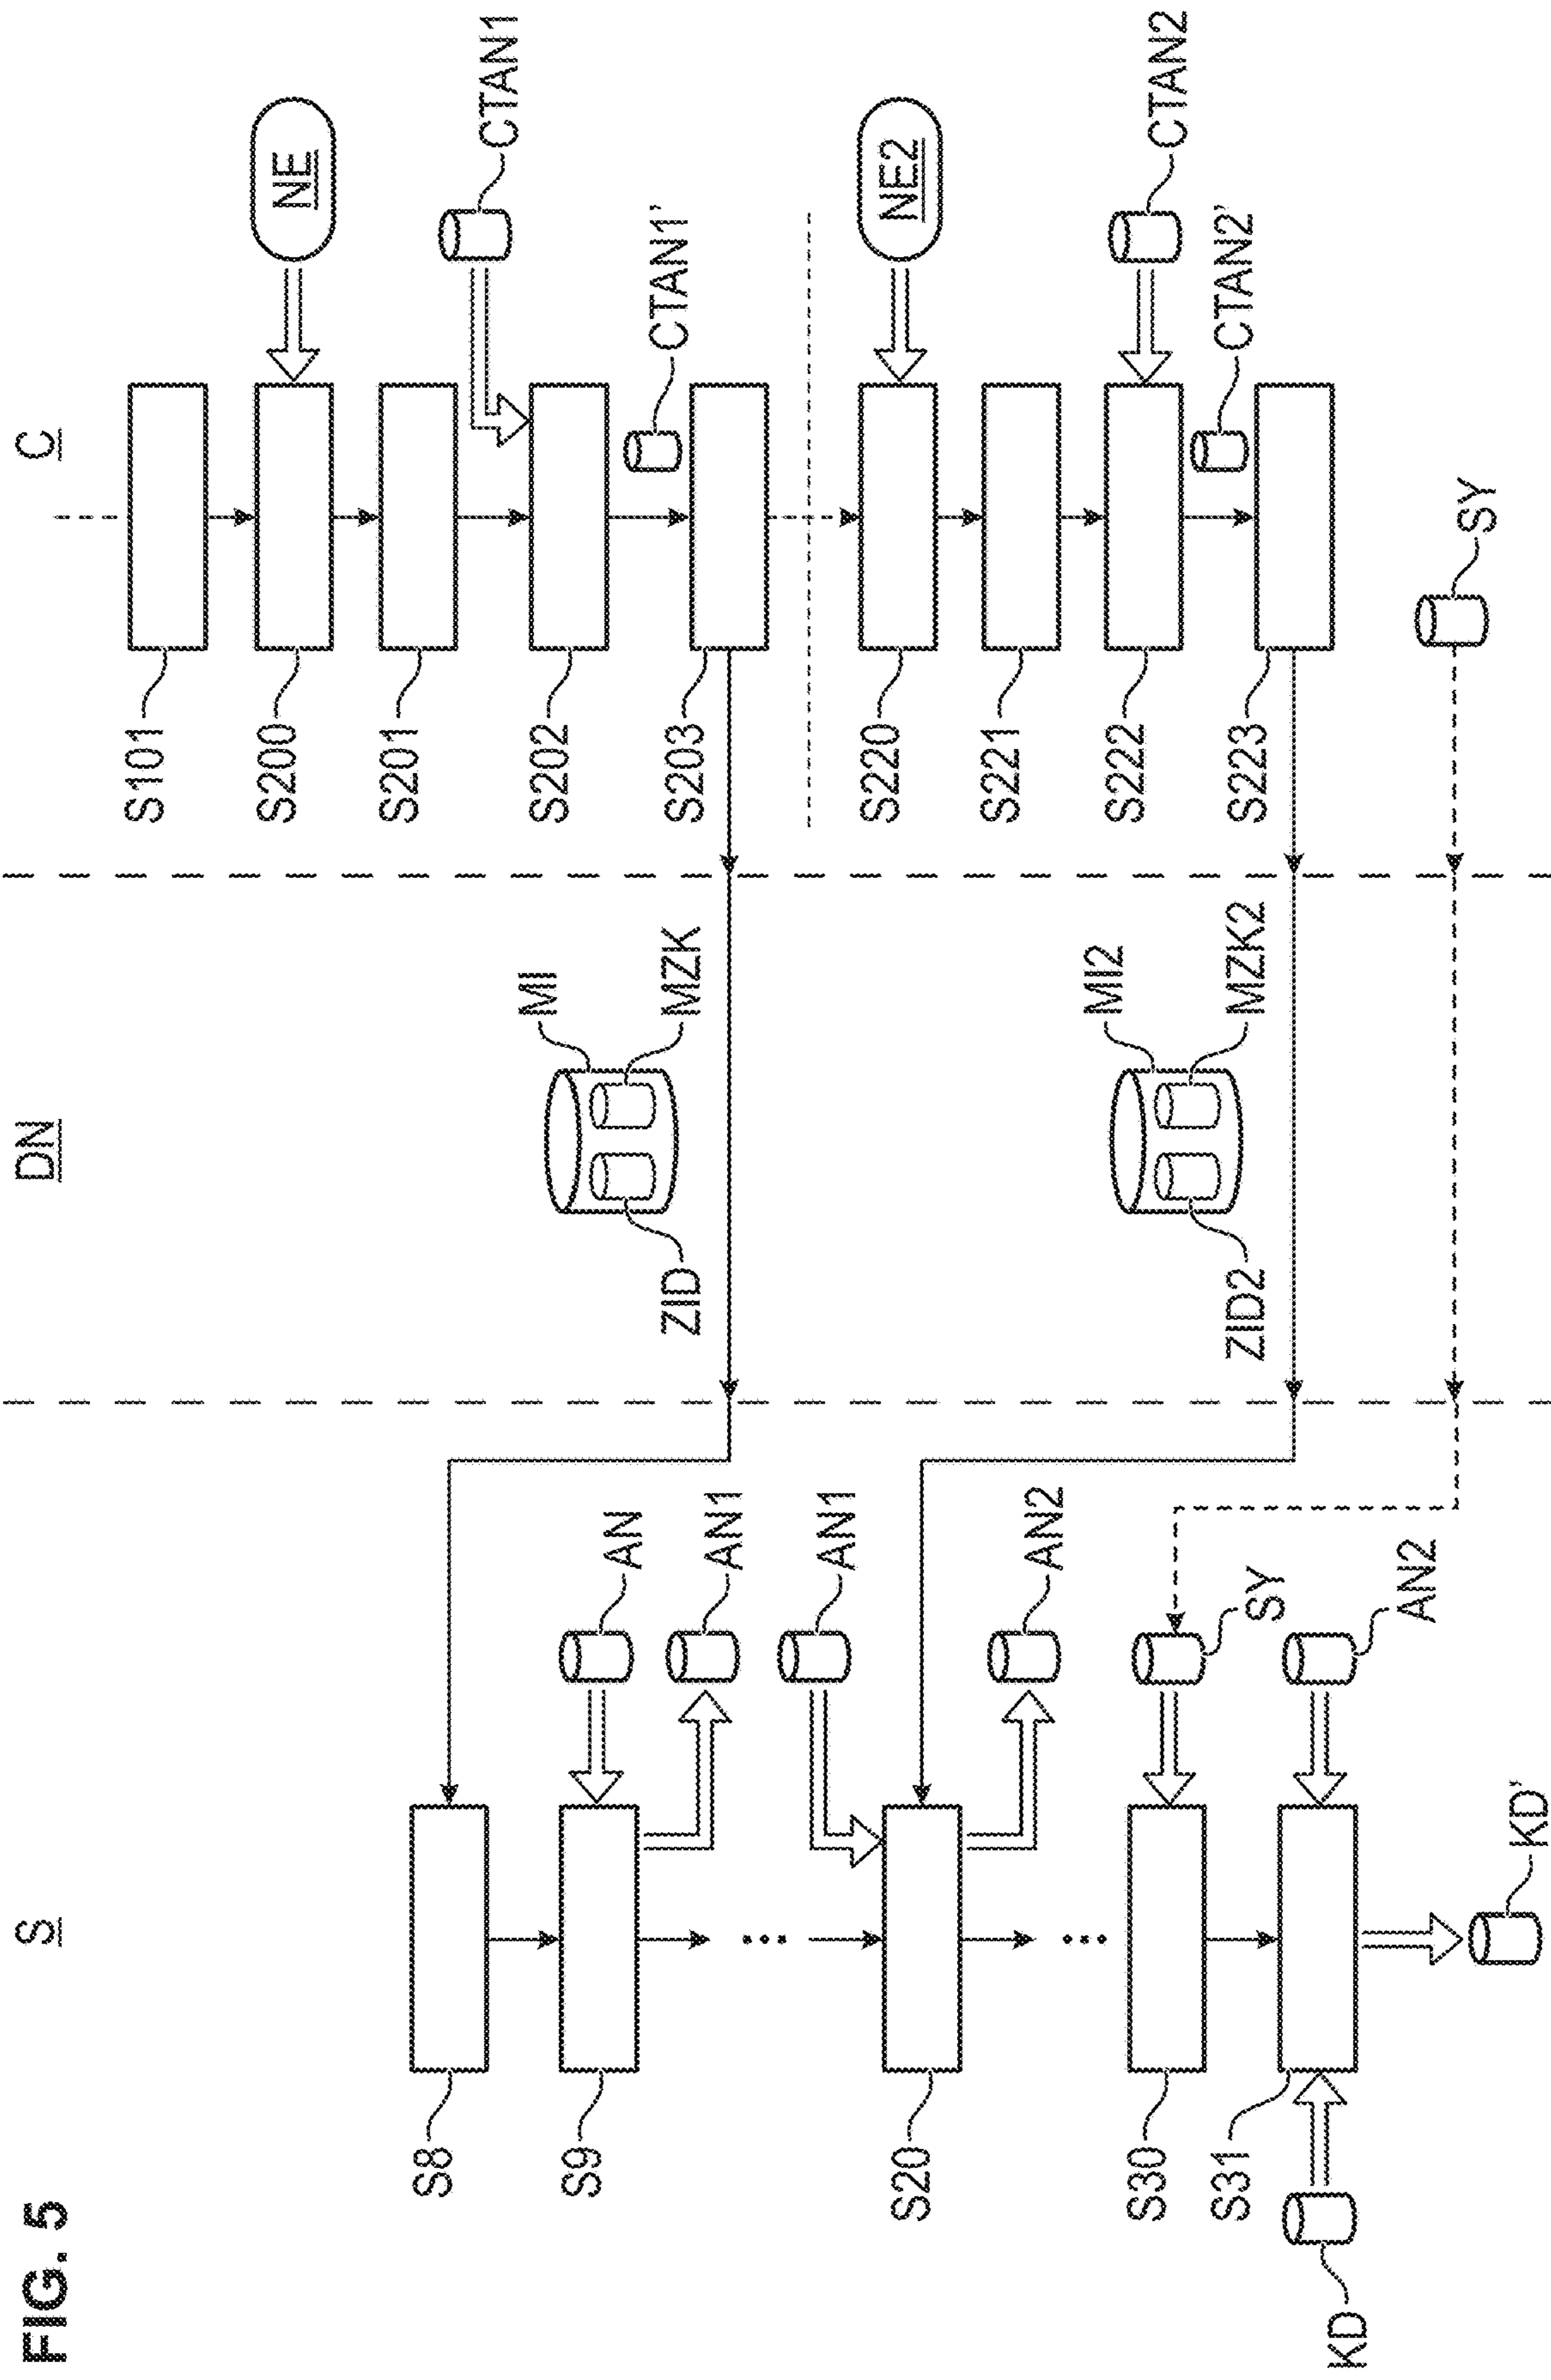 FIG. 5
S
DN
C
S8
S9
AN
AN1
AN1
S20
AN2
S30
SY
S31
AN2
KD
KD'
MI
MZK
ZID
MI2
MZK2
ZID2
S101
S200
NE
S201
CTAN1
S202
CTAN1'
S203
S220
NE2
S221
S222
CTAN2
CTAN2'
S223
SY